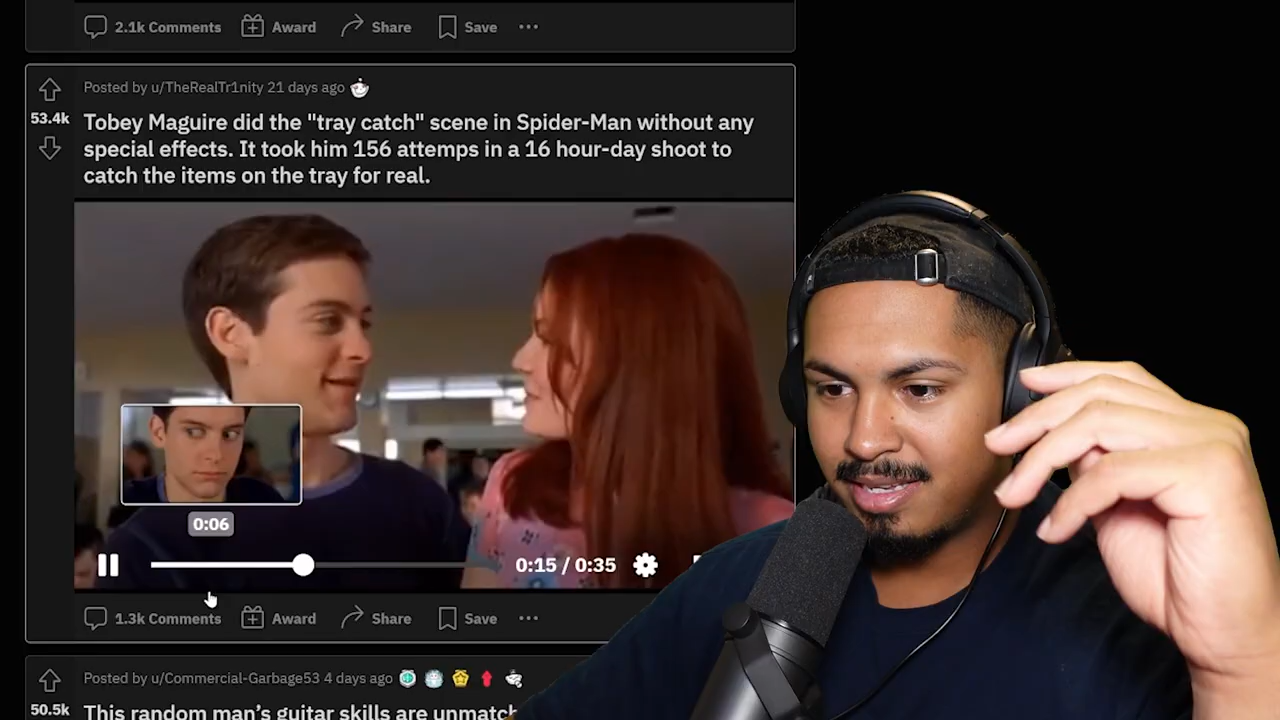 2.1k Comments Award Share Save
Posted by u/TheRealTr1nity 21 days ago
53.4k
Tobey Maguire did the "tray catch" scene in Spider-Man without any
special effects. It took him 156 attemps in a 16 hour-day shoot to
catch the items on the tray for real.
0:06
0:15 / 0:35
1.3k Comments Award Share Save
Posted by u/Commercial-Garbage53 4 days ago
50.5k
This random man's guitar skills are